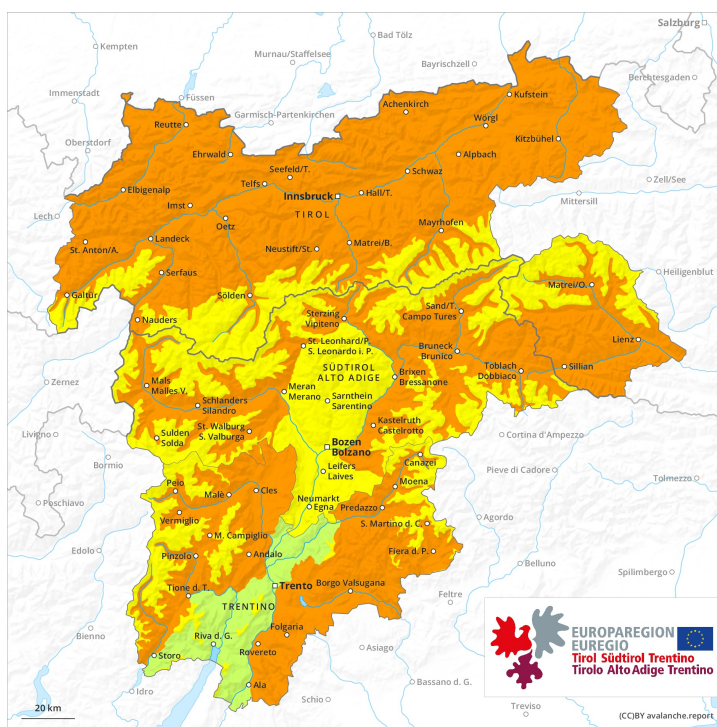 Salzburg
Kempten
Bad Tölz
Murnau/Staffelsee
Bayrischzell
Berchtesgaden
Immenstadt
Füssen
Achenkirch
Kufstein
Garmisch-Partenkirchen
Reutte
Wörgl
Oberstdorf
Kitzbühel
Ehrwald
Alpbach
Seefeld/T.
Schwaz
Telfs
Zell/See
Elbigenalp
Innsbruck
Hall/T.
Mittersill
Imst
TIROL
Lech
Oetz
Mayrhofen
St. Anton/A.
Landeck
Neustift/St.
Matrei/B.
Serfaus
Heiligenblut
Galtür
Sölden
Matrei/O.
Nauders
Sterzing
Vipiteno
Sand/T.
Campo Tures
Lienz
St. Leonhard/P.
S. Leonardo i. P.
Bruneck
Brunico
Zernez
Mals
Malles V.
SÜDTIROL
ALTO ADIGE
Brixen
Bressanone
Toblach
Dobbiaco
Sillian
Meran
Merano
Schlanders
Silandro
Sarnthein
Sarentino
St. Walburg
S. Valburga
Kastelruth
Castelrotto
Livigno
Sulden
Solda
Bozen
Bolzano
Cortina d'Ampezzo
Bormio
Leifers
Laives
Canazei
Pieve di Cadore
Peio
Moena
Tolmezzo
Poschiavo
Malè
Cles
Neumarkt
Egna
Predazzo
Vermiglio
Agordo
S. Martino d. C.
M. Campiglio
Edolo
Pinzolo
Andalo
Fiera d. P.
Belluno
Spilimbergo
Tione d. T.
Trento
Borgo Valsugana
Feltre
TRENTINO
Bienno
Riva d. G.
Folgaria
Storo
Rovereto
Asiago
EUROPAREGION
EUREGIO
Tirol Südtirol Trentino
Tirolo Alto Adige Trentino
Idro
Ala
Bassano d. G.
Schio
Treviso
20 km
(CC)BY avalanche.report